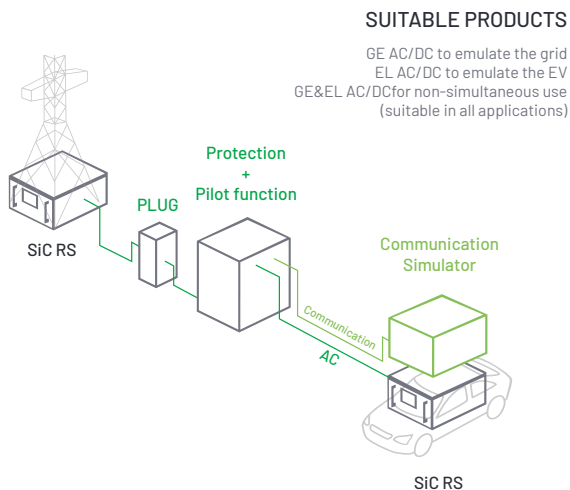 SUITABLE PRODUCTS
GE AC/DC to emulate the grid
EL AC/DC to emulate the EV
GE&EL AC/DCfor non-simultaneous use
(suitable in all applications)
Protection
+
Pilot function
PLUG
SiC RS
Communication
Simulator
Communication
AC
SiC RS